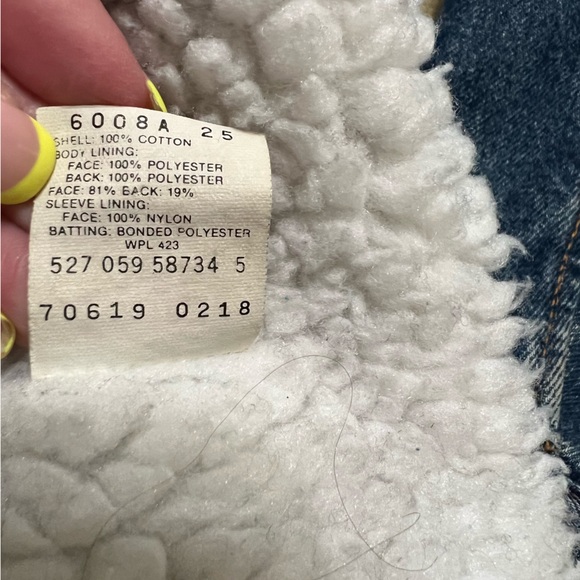 6008A 25
SHELL: 100% COTTON
BODY LINING:
FACE: 100% POLYESTER
BACK: 100% POLYESTER
FACE: 81% BACK: 19%
SLEEVE LINING:
FACE: 100% NYLON
BATTING: BONDED POLYESTER
WPL 423
527 059 58734 5
70619 0218